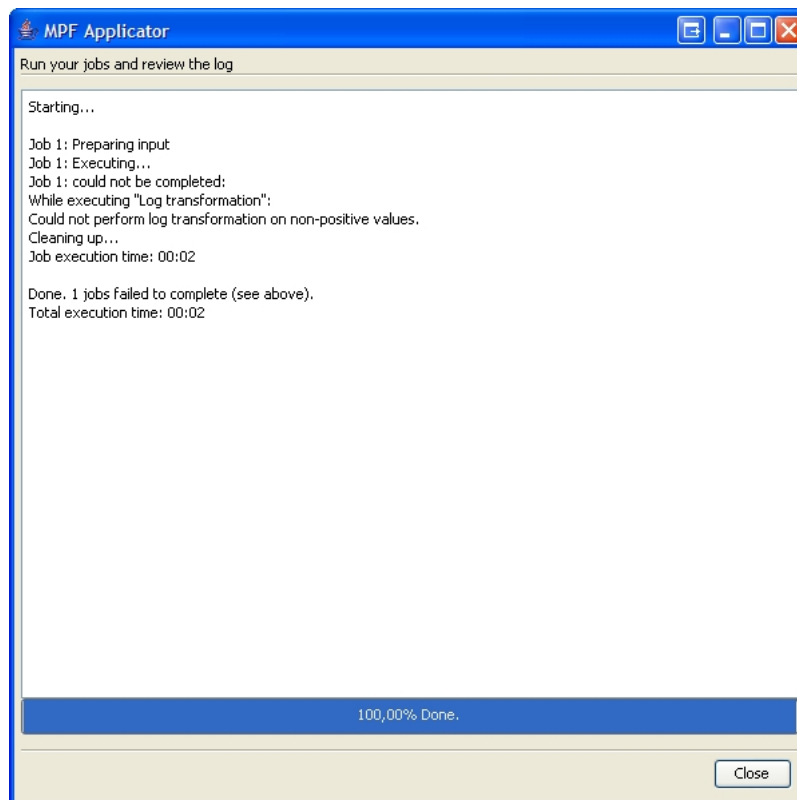 MPF Applicator
Run your jobs and review the log
Starting...
Job 1: Preparing input
Job 1: Executing...
Job 1: could not be completed:
While executing "Log transformation":
Could not perform log transformation on non-positive values.
Cleaning up...
Job execution time: 00:02
Done. 1 jobs failed to complete (see above).
Total execution time: 00:02
100,00% Done.
Close